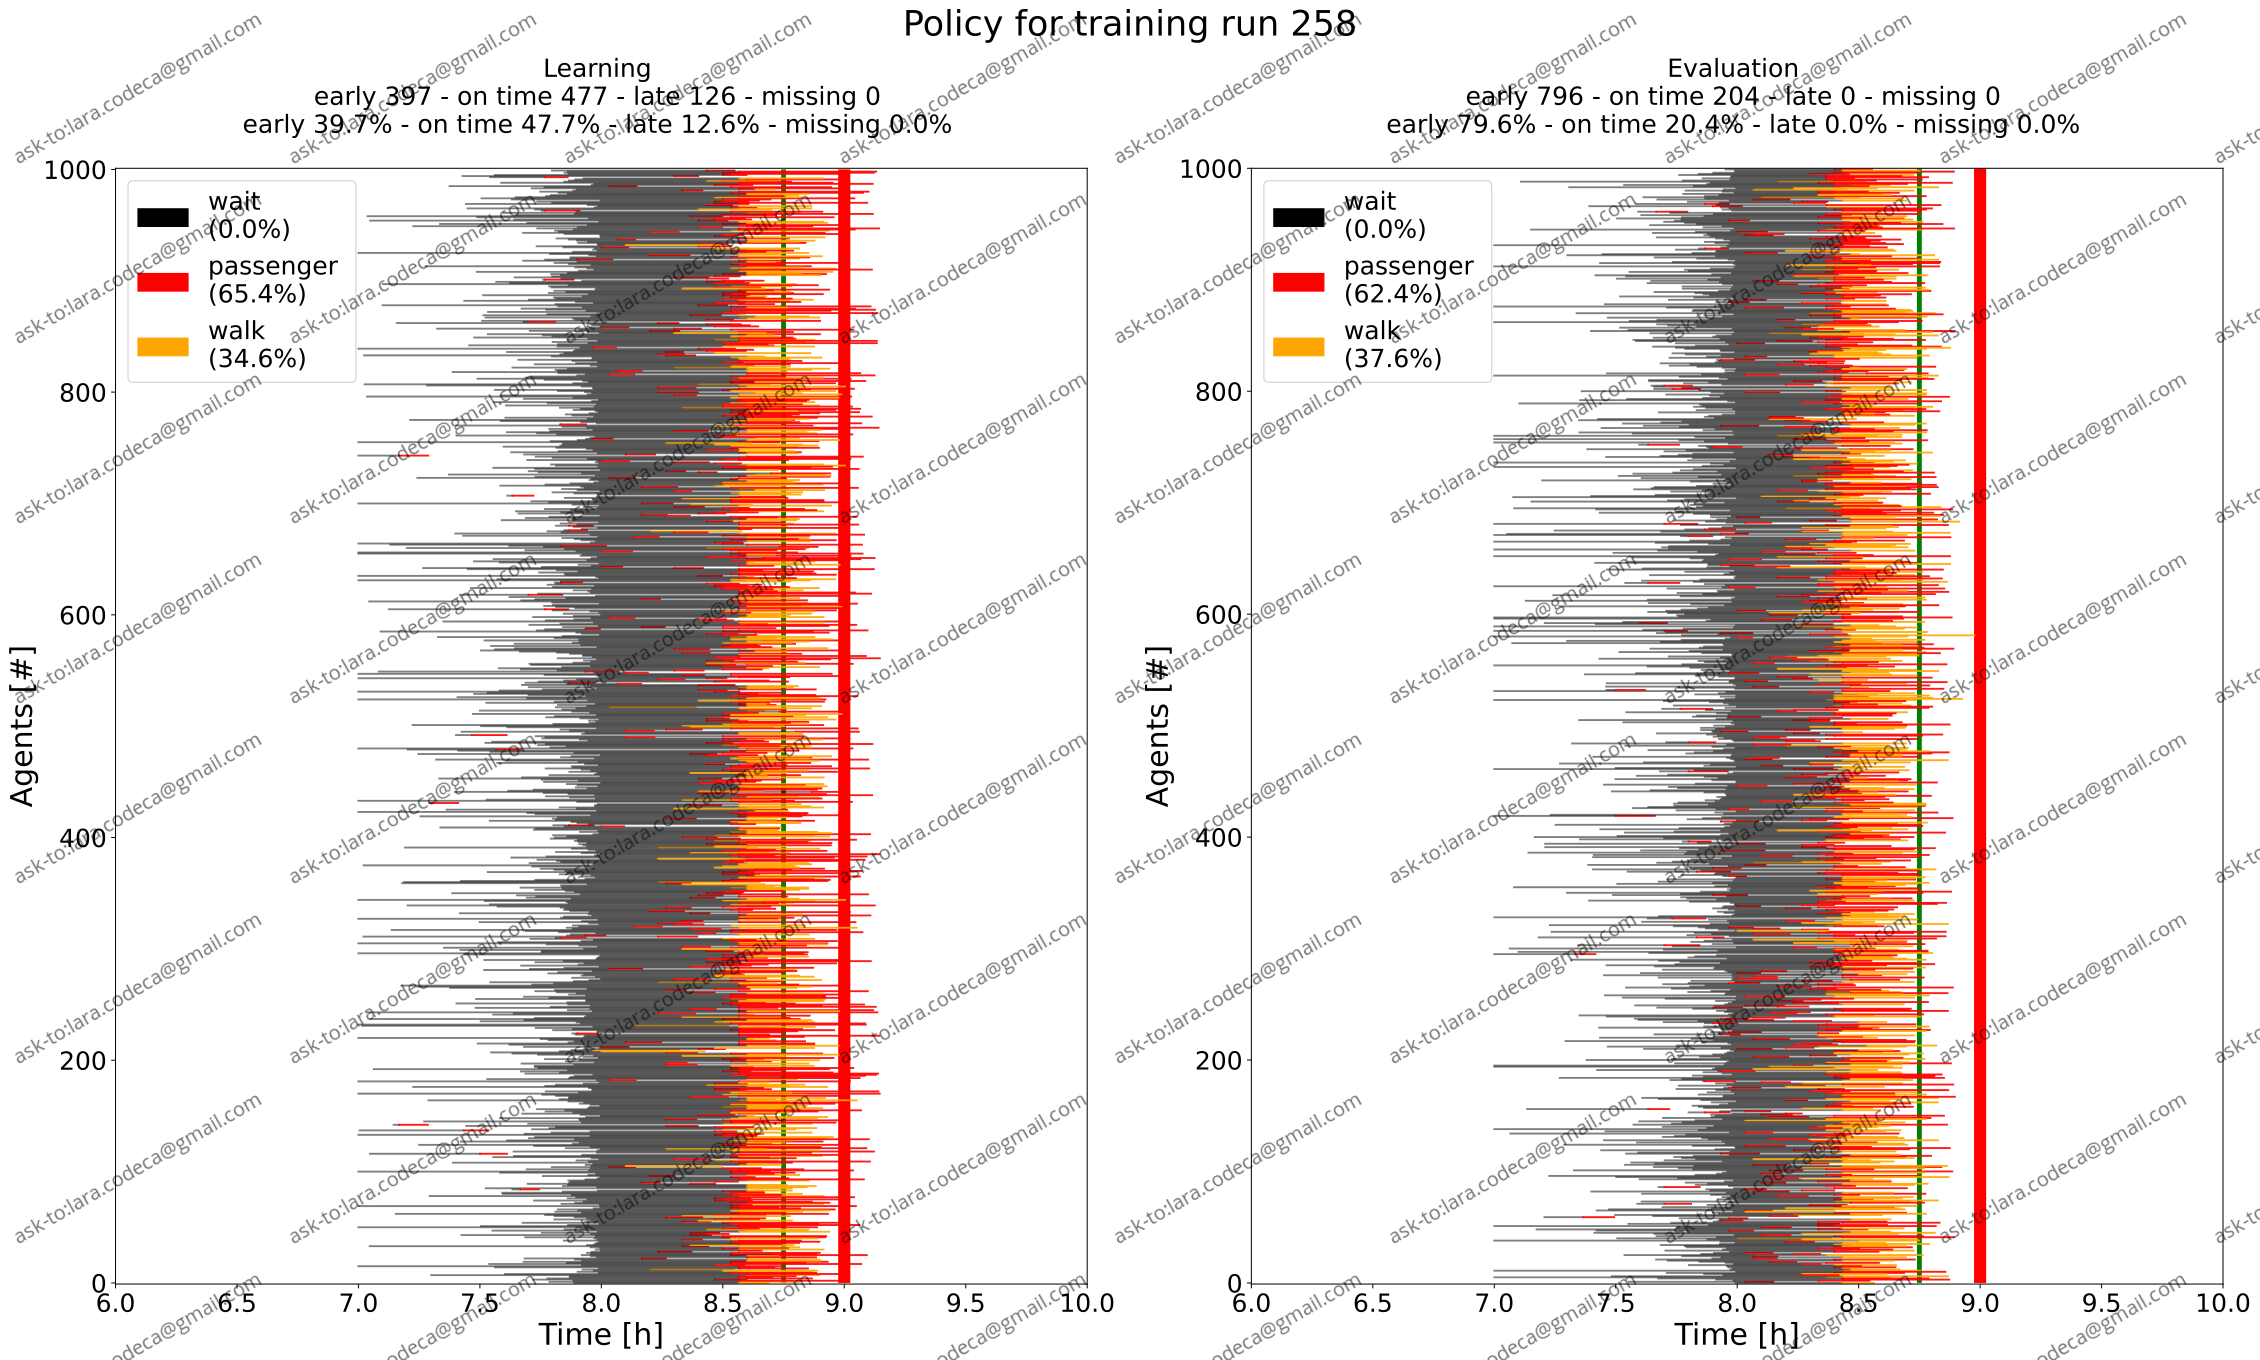 Policy for training run 258
Learning
early 397 - on time 477 - late 126 - missing 0
early 39.7% - on time 47.7% - late 12.6% - missing 0.0%
Evaluation
early 796 - on time 204 - late 0 - missing 0
early 79.6% - on time 20.4% - late 0.0% - missing 0.0%
wait
(0.0%)
passenger
(65.4%)
walk
(34.6%)
wait
(0.0%)
passenger
(62.4%)
walk
(37.6%)
1000
800
600
400
200
0
Agents [#]
6.0 6.5 7.0 7.5 8.0 8.5 9.0 9.5 10.0
Time [h]
1000
800
600
400
200
0
Agents [#]
6.0 6.5 7.0 7.5 8.0 8.5 9.0 9.5 10.0
Time [h]
ask-to:lara.codeca@gmail.com